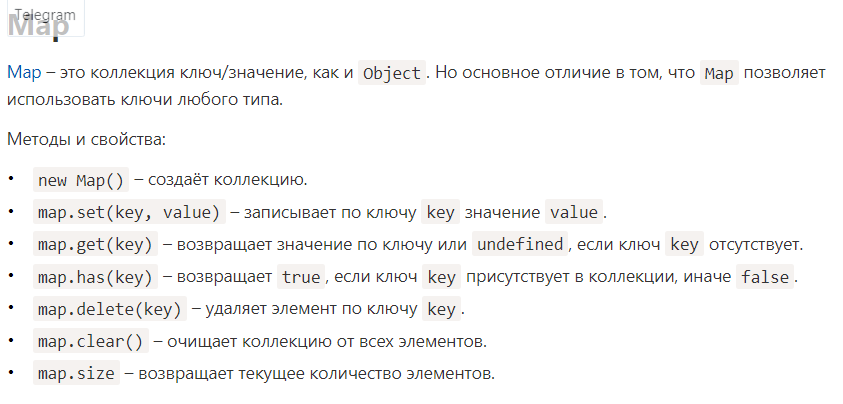 Telegram
Map
Map – это коллекция ключ/значение, как и Object. Но основное отличие в том, что Map позволяет
использовать ключи любого типа.
Методы и свойства:
• new Map() – создаёт коллекцию.
• map.set(key, value) – записывает по ключу key значение value.
• map.get(key) – возвращает значение по ключу или undefined, если ключ key отсутствует.
• map.has(key) – возвращает true, если ключ key присутствует в коллекции, иначе false.
• map.delete(key) – удаляет элемент по ключу key.
• map.clear() – очищает коллекцию от всех элементов.
• map.size – возвращает текущее количество элементов.